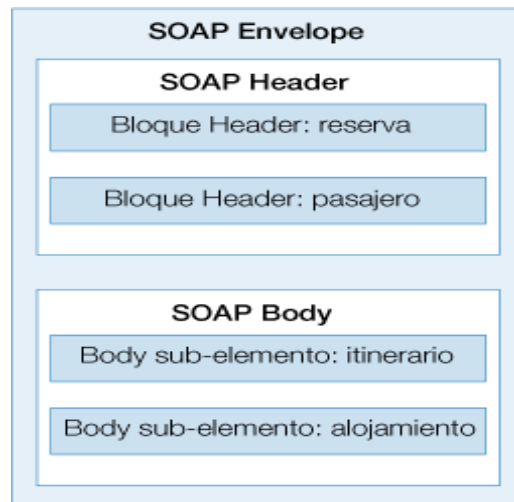 SOAP Envelope
SOAP Header
Bloque Header: reserva
Bloque Header: pasajero
SOAP Body
Body sub-elemento: itinerario
Body sub-elemento: alojamiento